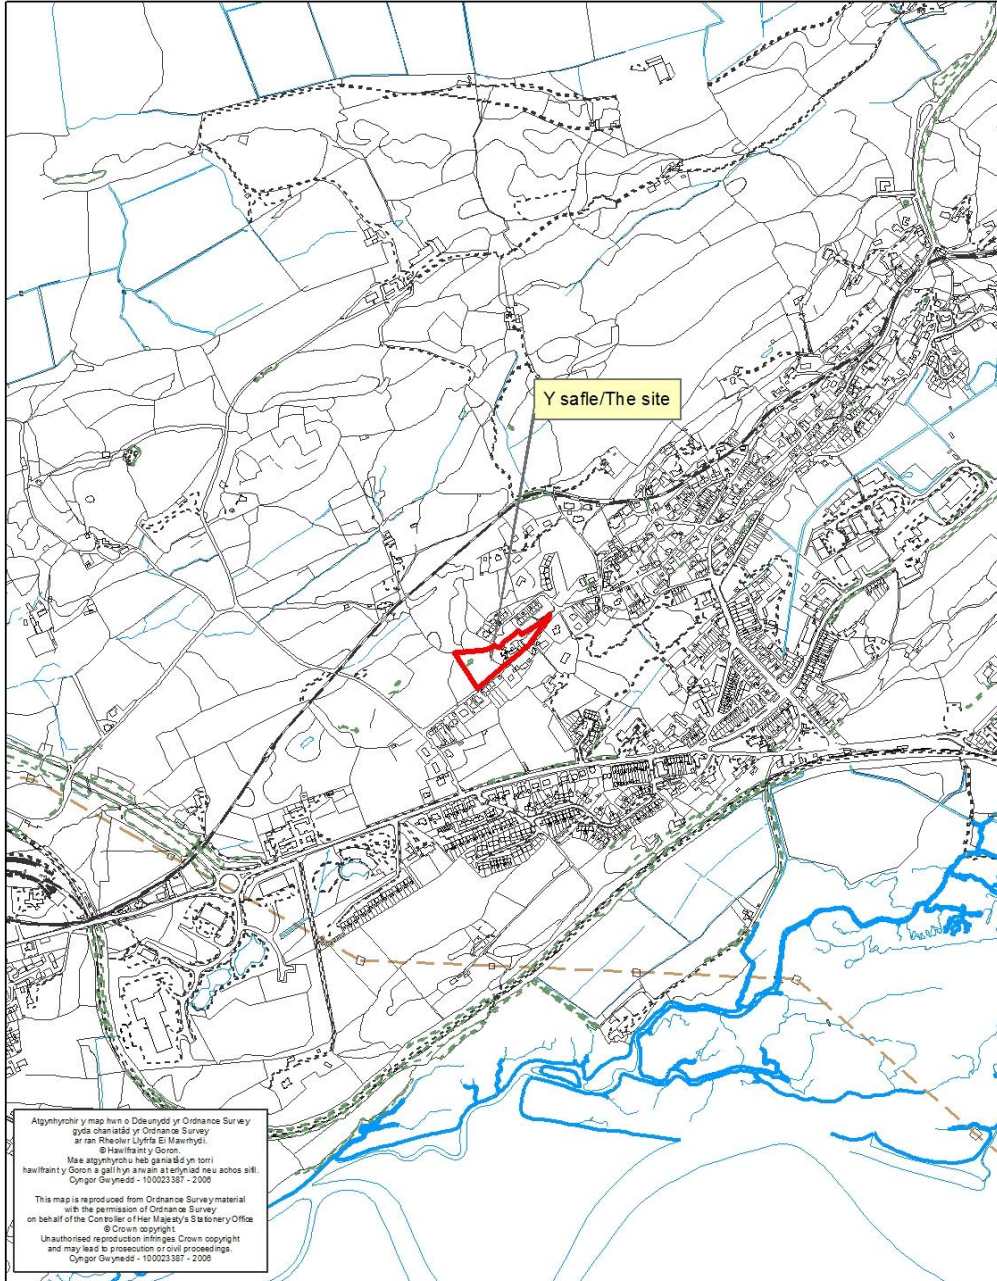 Y safle/The site
Atgynhyrchir y map hwn o Ddeunydd yr Ordnance Survey
gyda chaniatâd yr Ordnance Survey
ar ran Rheolwr Llyfrfa Ei Mawrhydi.
© Hawlfraint y Goron.
Mae atgynhyrchu heb ganiatâd yn torri
hawlfraint y Goron a gall hyn arwain at erlyniad neu achos sifil.
Cyngor Gwynedd - 100023387 - 2006
This map is reproduced from Ordnance Survey material
with the permission of Ordnance Survey
on behalf of the Controller of Her Majesty's Stationery Office
© Crown copyright.
Unauthorised reproduction infringes Crown copyright
and may lead to prosecution or civil proceedings.
Cyngor Gwynedd - 100023387 - 2006